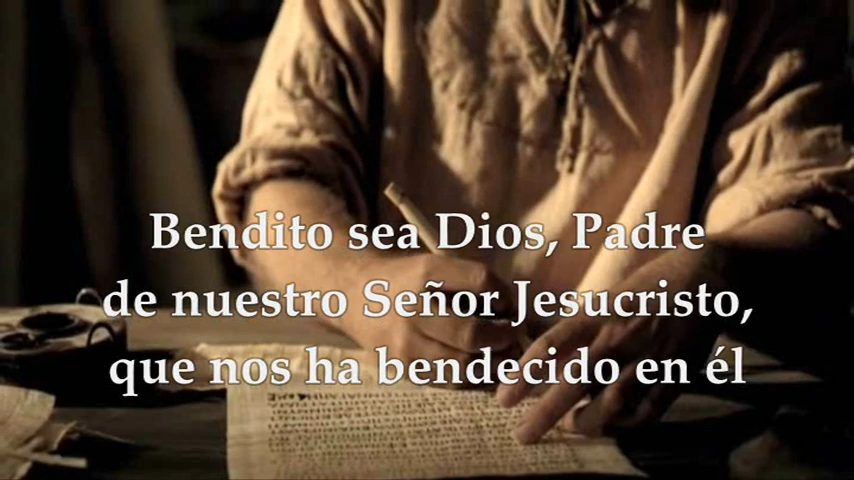 Bendito sea Dios, Padre
de nuestro Señor Jesucristo,
que nos ha bendecido en él